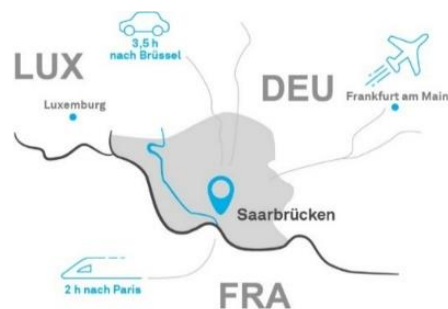 3,5 h
nach Brüssel
LUX
DEU
Luxemburg
Frankfurt am Main
Saarbrücken
2 h nach Paris
FRA